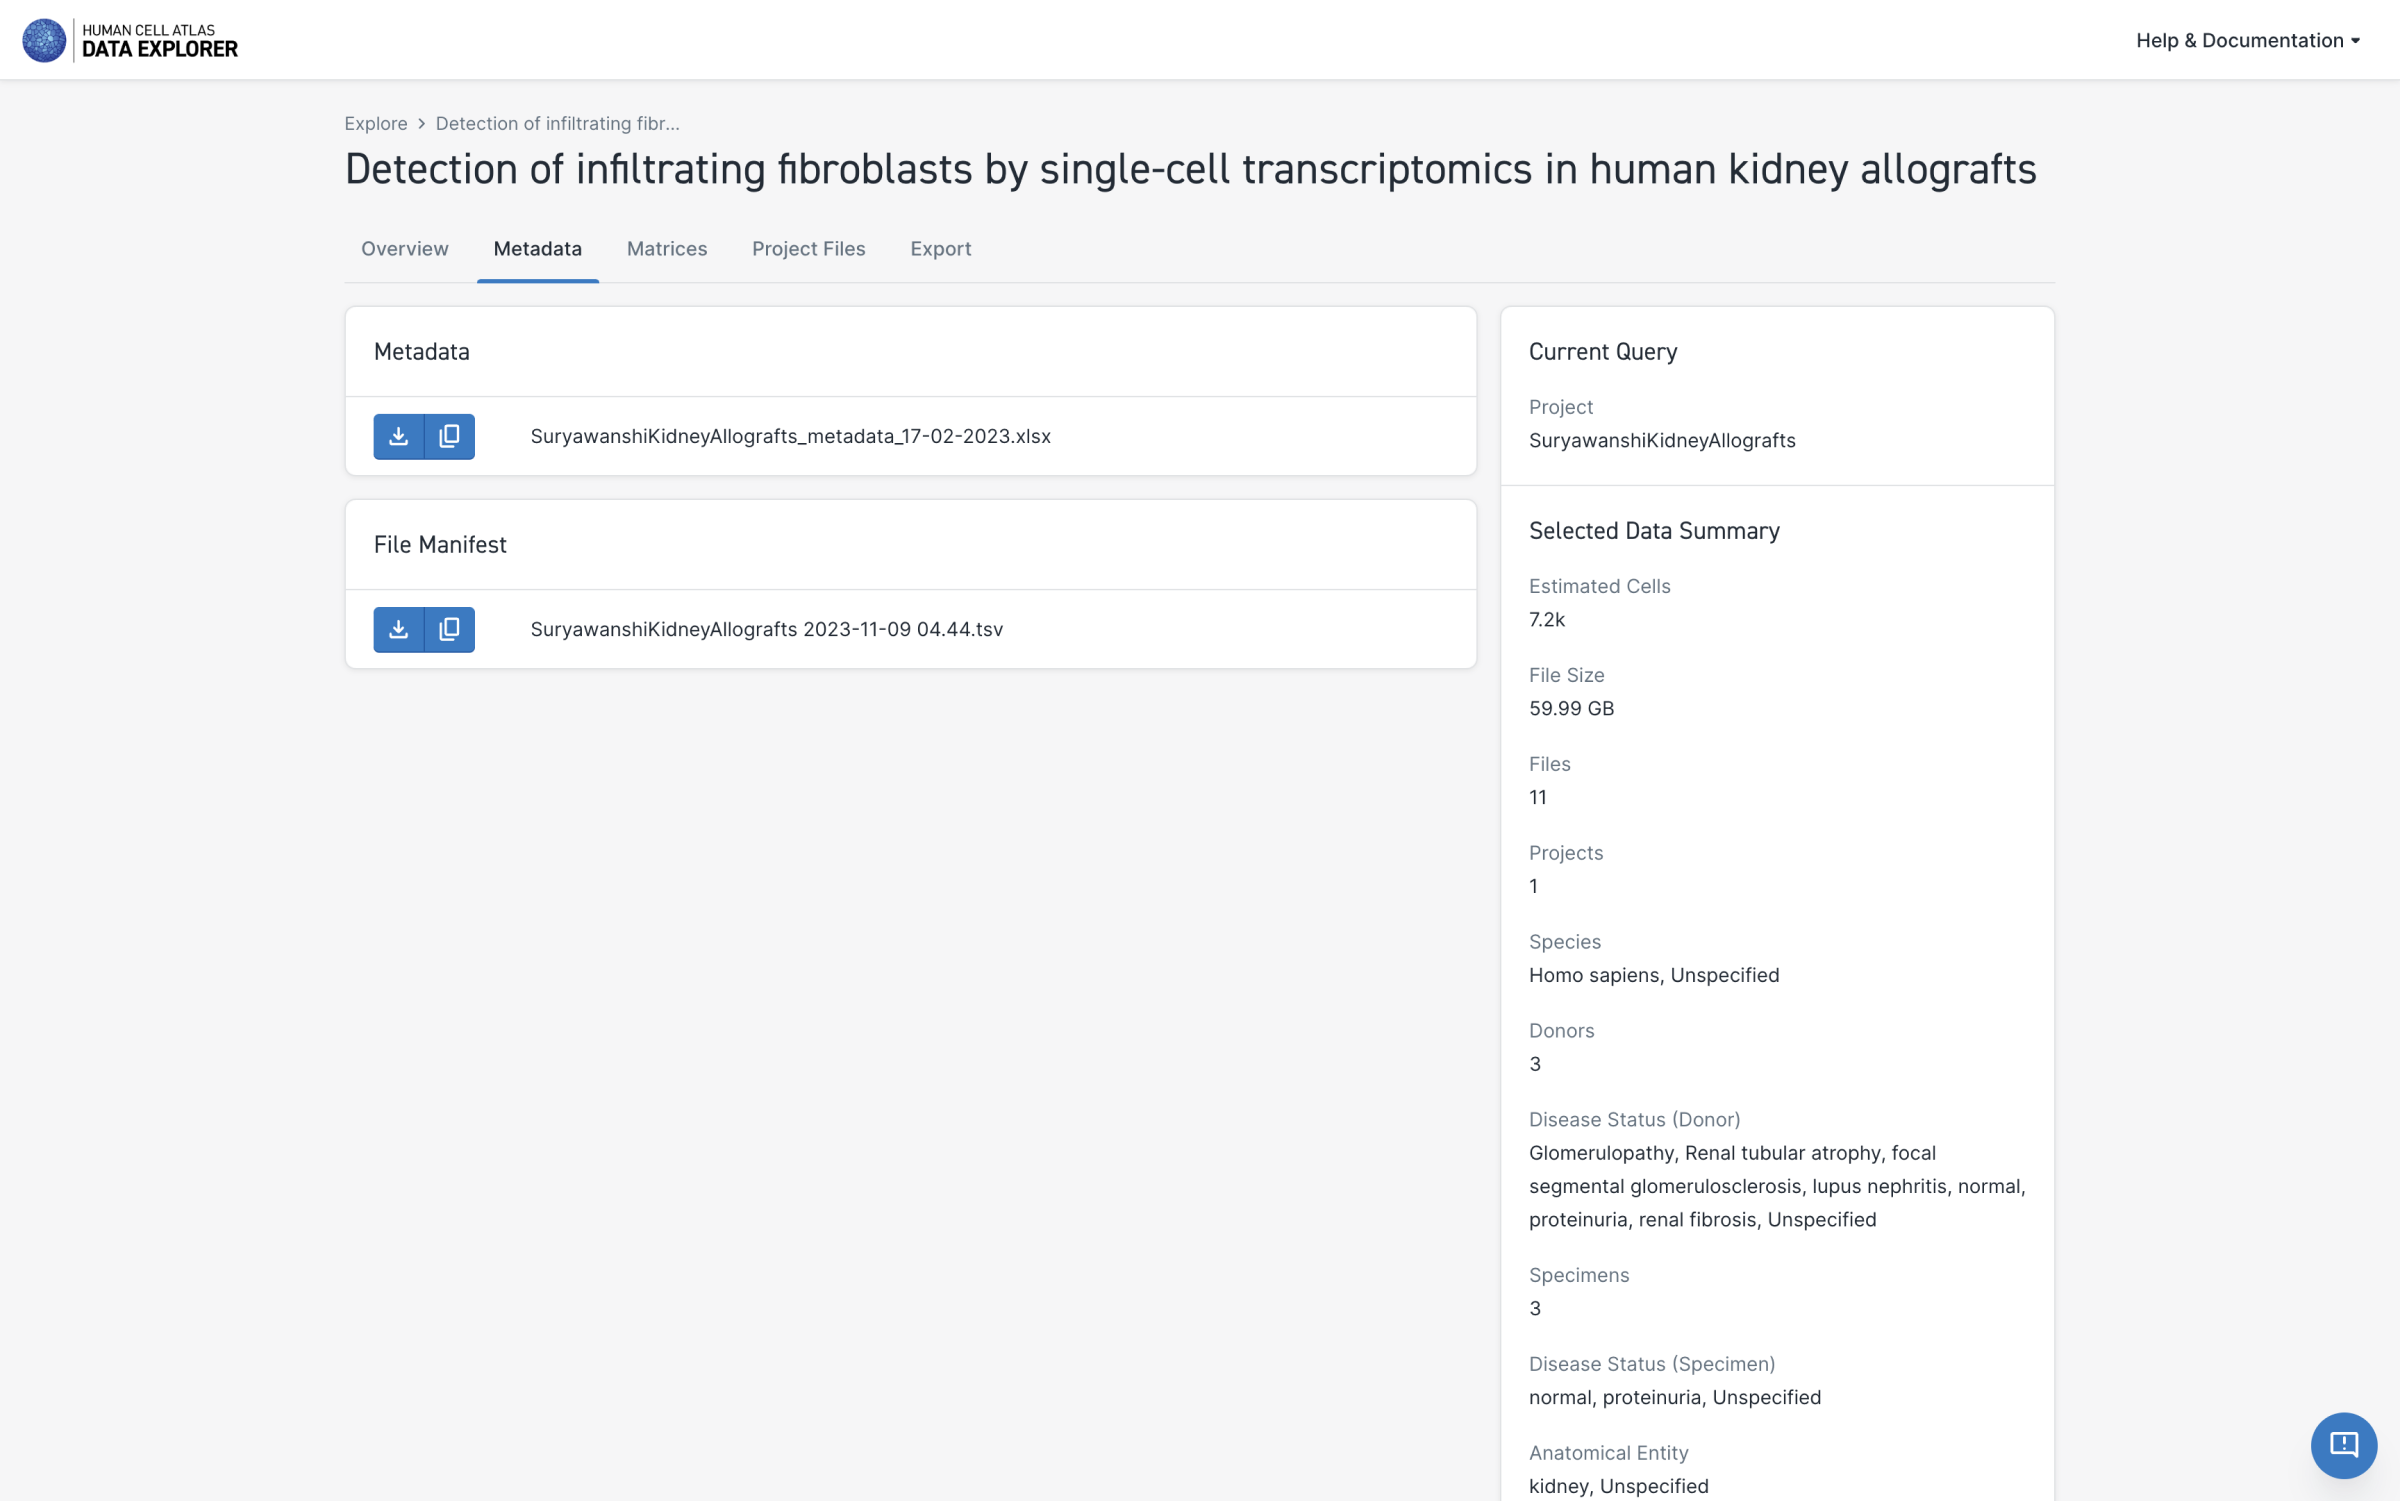 HUMAN CELL ATLAS
DATA EXPLORER
Help & Documentation
Explore > Detection of infiltrating fibr...
Detection of infiltrating fibroblasts by single-cell transcriptomics in human kidney allografts
Overview Metadata Matrices Project Files Export
Metadata
SuryawanshiKidneyAllografts_metadata_17-02-2023.xlsx
File Manifest
SuryawanshiKidneyAllografts 2023-11-09 04.44.tsv
Current Query
Project
SuryawanshiKidneyAllografts
Selected Data Summary
Estimated Cells
7.2k
File Size
59.99 GB
Files
11
Projects
1
Species
Homo sapiens, Unspecified
Donors
3
Disease Status (Donor)
Glomerulopathy, Renal tubular atrophy, focal
segmental glomerulosclerosis, lupus nephritis, normal,
proteinuria, renal fibrosis, Unspecified
Specimens
3
Disease Status (Specimen)
normal, proteinuria, Unspecified
Anatomical Entity
kidney, Unspecified